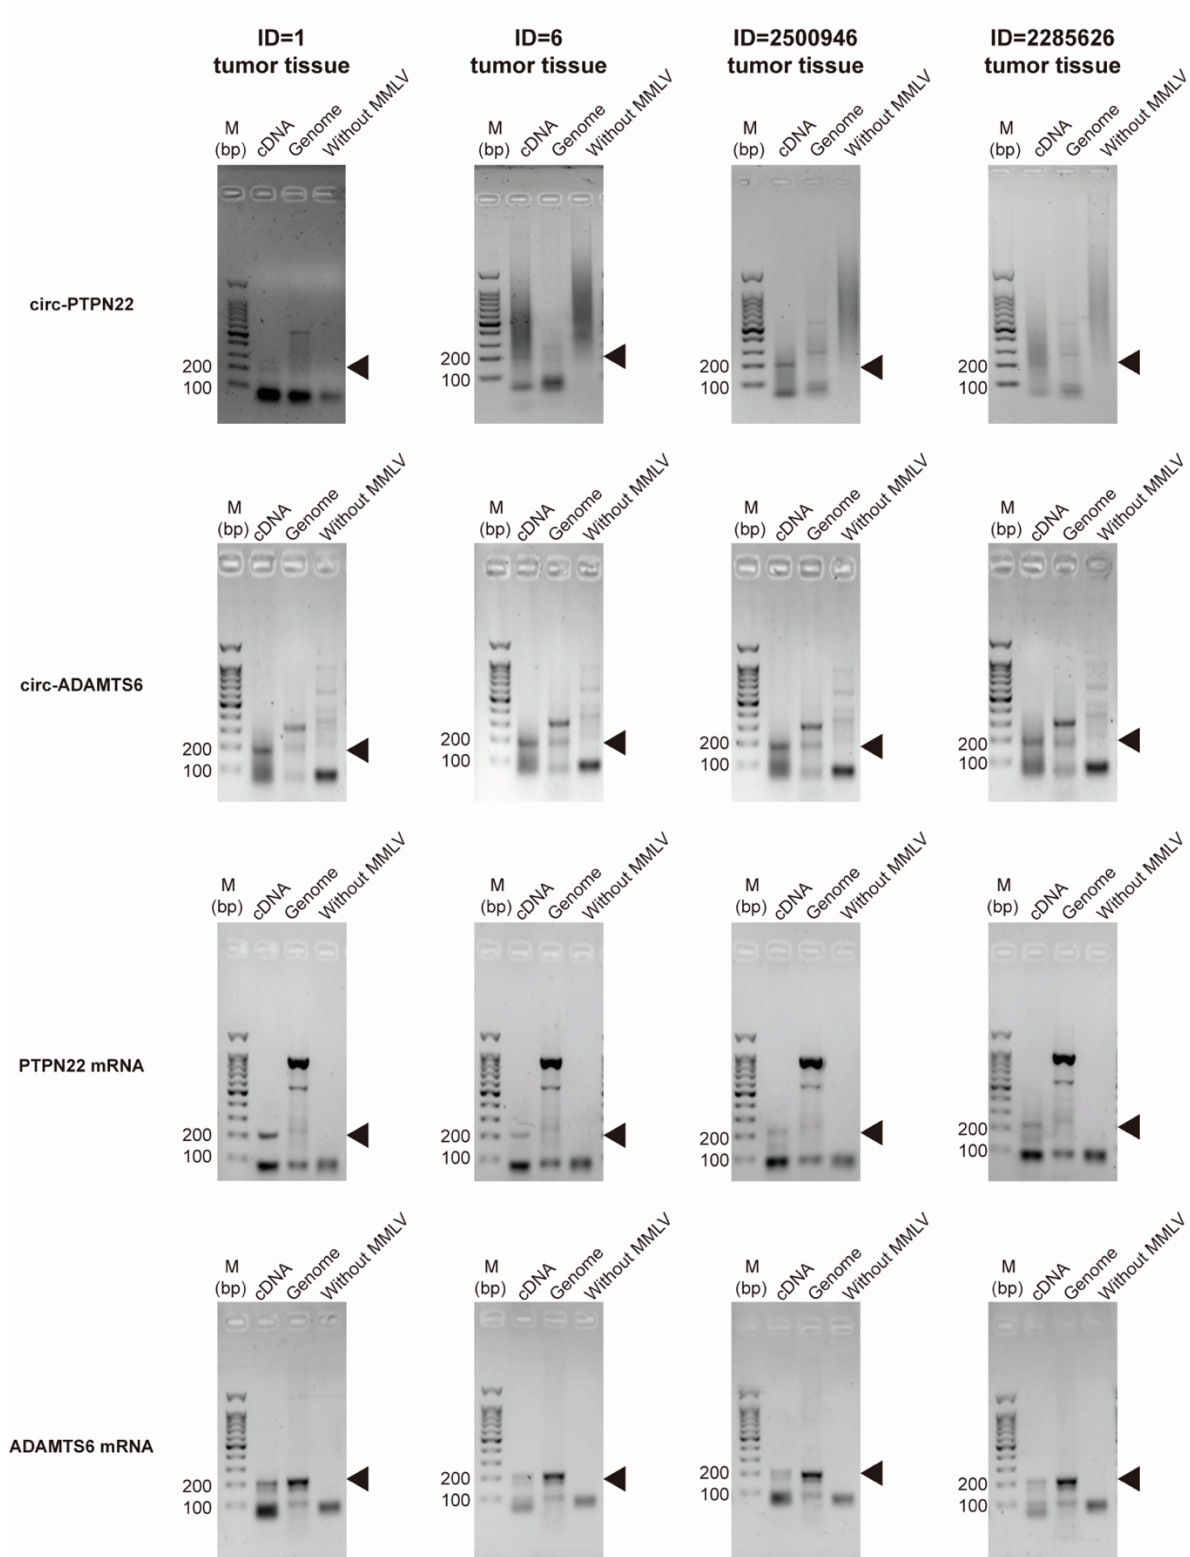 ID=1 ID=6 ID=2500946 ID=2285626
tumor tissue tumor tissue tumor tissue tumor tissue
M (bp) cDNA Genome Without MMLV M (bp) cDNA Genome Without MMLV M (bp) cDNA Genome Without MMLV M (bp) cDNA Genome Without MMLV
circ-PTPN22
200 200 200 200
100 100 100 100
M (bp) cDNA Genome Without MMLV M (bp) cDNA Genome Without MMLV M (bp) cDNA Genome Without MMLV M (bp) cDNA Genome Without MMLV
circ-ADAMTS6
200 200 200 200
100 100 100 100
M (bp) cDNA Genome Without MMLV M (bp) cDNA Genome Without MMLV M (bp) cDNA Genome Without MMLV M (bp) cDNA Genome Without MMLV
PTPN22 mRNA
200 200 200 200
100 100 100 100
M (bp) cDNA Genome Without MMLV M (bp) cDNA Genome Without MMLV M (bp) cDNA Genome Without MMLV M (bp) cDNA Genome Without MMLV
ADAMTS6 mRNA
200 200 200 200
100 100 100 100